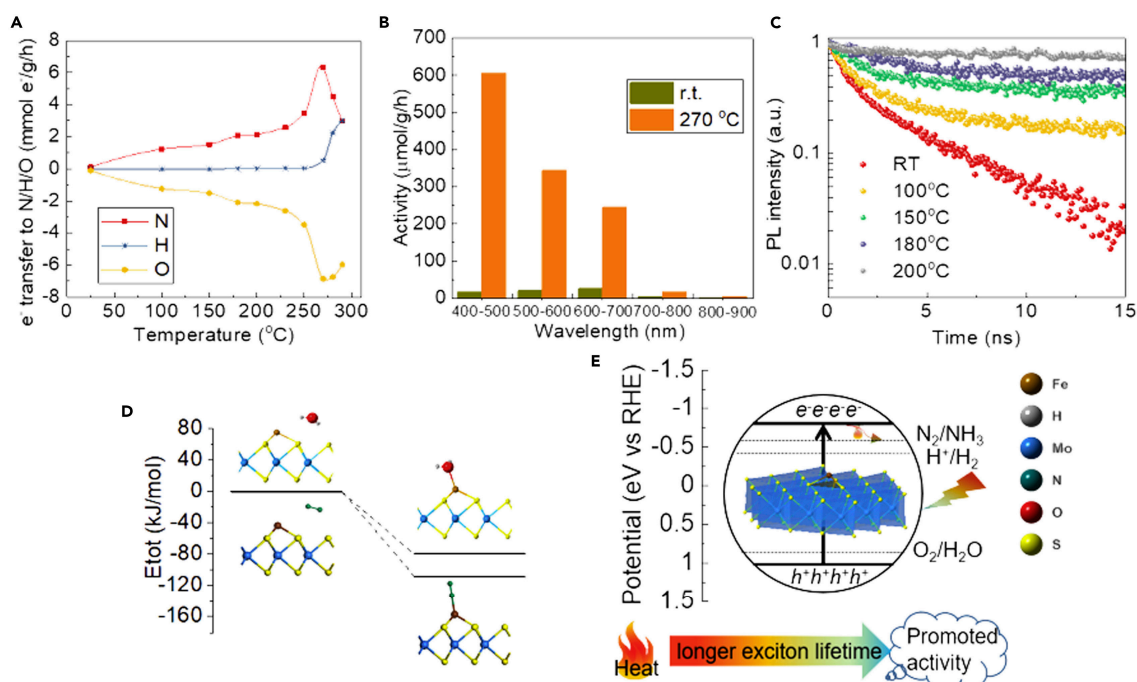 A
e⁻ transfer to N/H/O (mmol e⁻/g/h)
8
6
4
2
0
-2
-4
-6
-8
N
H
O
0 50 100 150 200 250 300
Temperature (°C)
B
Activity (μmol/g/h)
700
600
500
400
300
200
100
0
r.t.
270 °C
400-500 500-600 600-700 700-800 800-900
Wavelength (nm)
C
PL intensity (a.u.)
1
0.1
0.01
RT
100°C
150°C
180°C
200°C
0 5 10 15
Time (ns)
D
Etot (kJ/mol)
80
40
0
-40
-80
-120
-160
E
Potential (eV vs RHE)
-1.5
-1
-0.5
0
0.5
1
1.5
e⁻e⁻e⁻e⁻
N₂/NH₃
H⁺/H₂
O₂/H₂O
h⁺h⁺h⁺h⁺
Fe
H
Mo
N
O
S
Heat
longer exciton lifetime
Promoted
activity